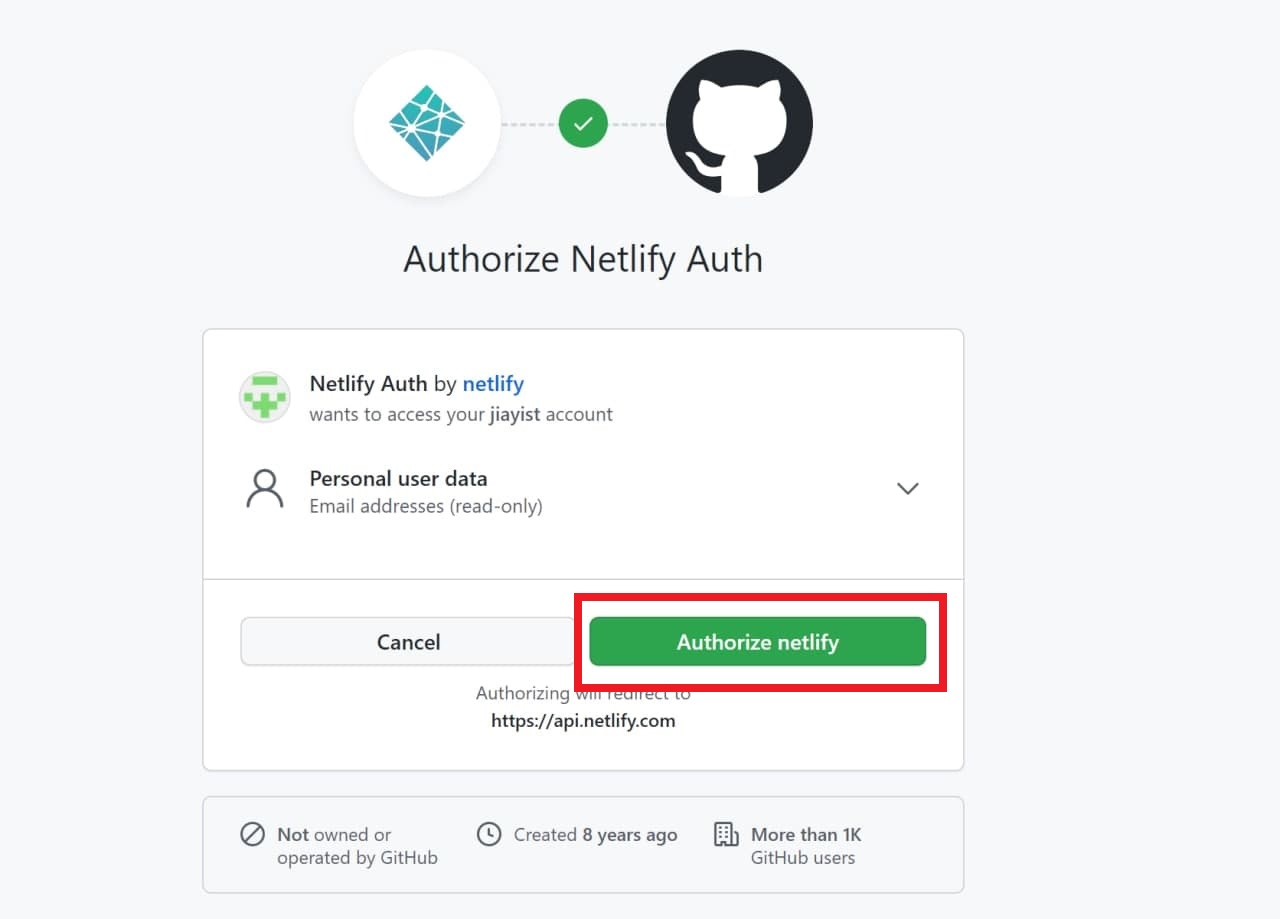 Authorize Netlify Auth
Netlify Auth by netlify
wants to access your jiayist account
Personal user data
Email addresses (read-only)
Cancel
Authorize netlify
Authorizing will redirect to
https://api.netlify.com
Not owned or
operated by GitHub
Created 8 years ago
More than 1K
GitHub users